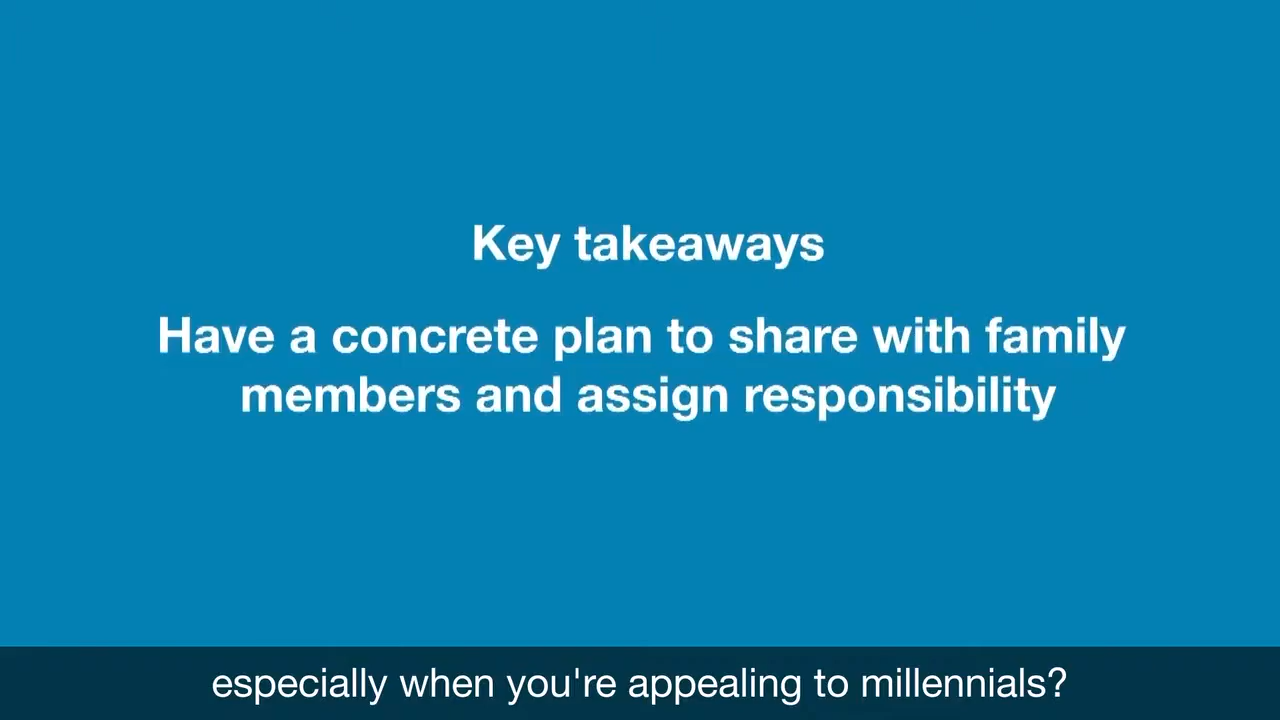 Key takeaways
Have a concrete plan to share with family
members and assign responsibility
especially when you're appealing to millennials?